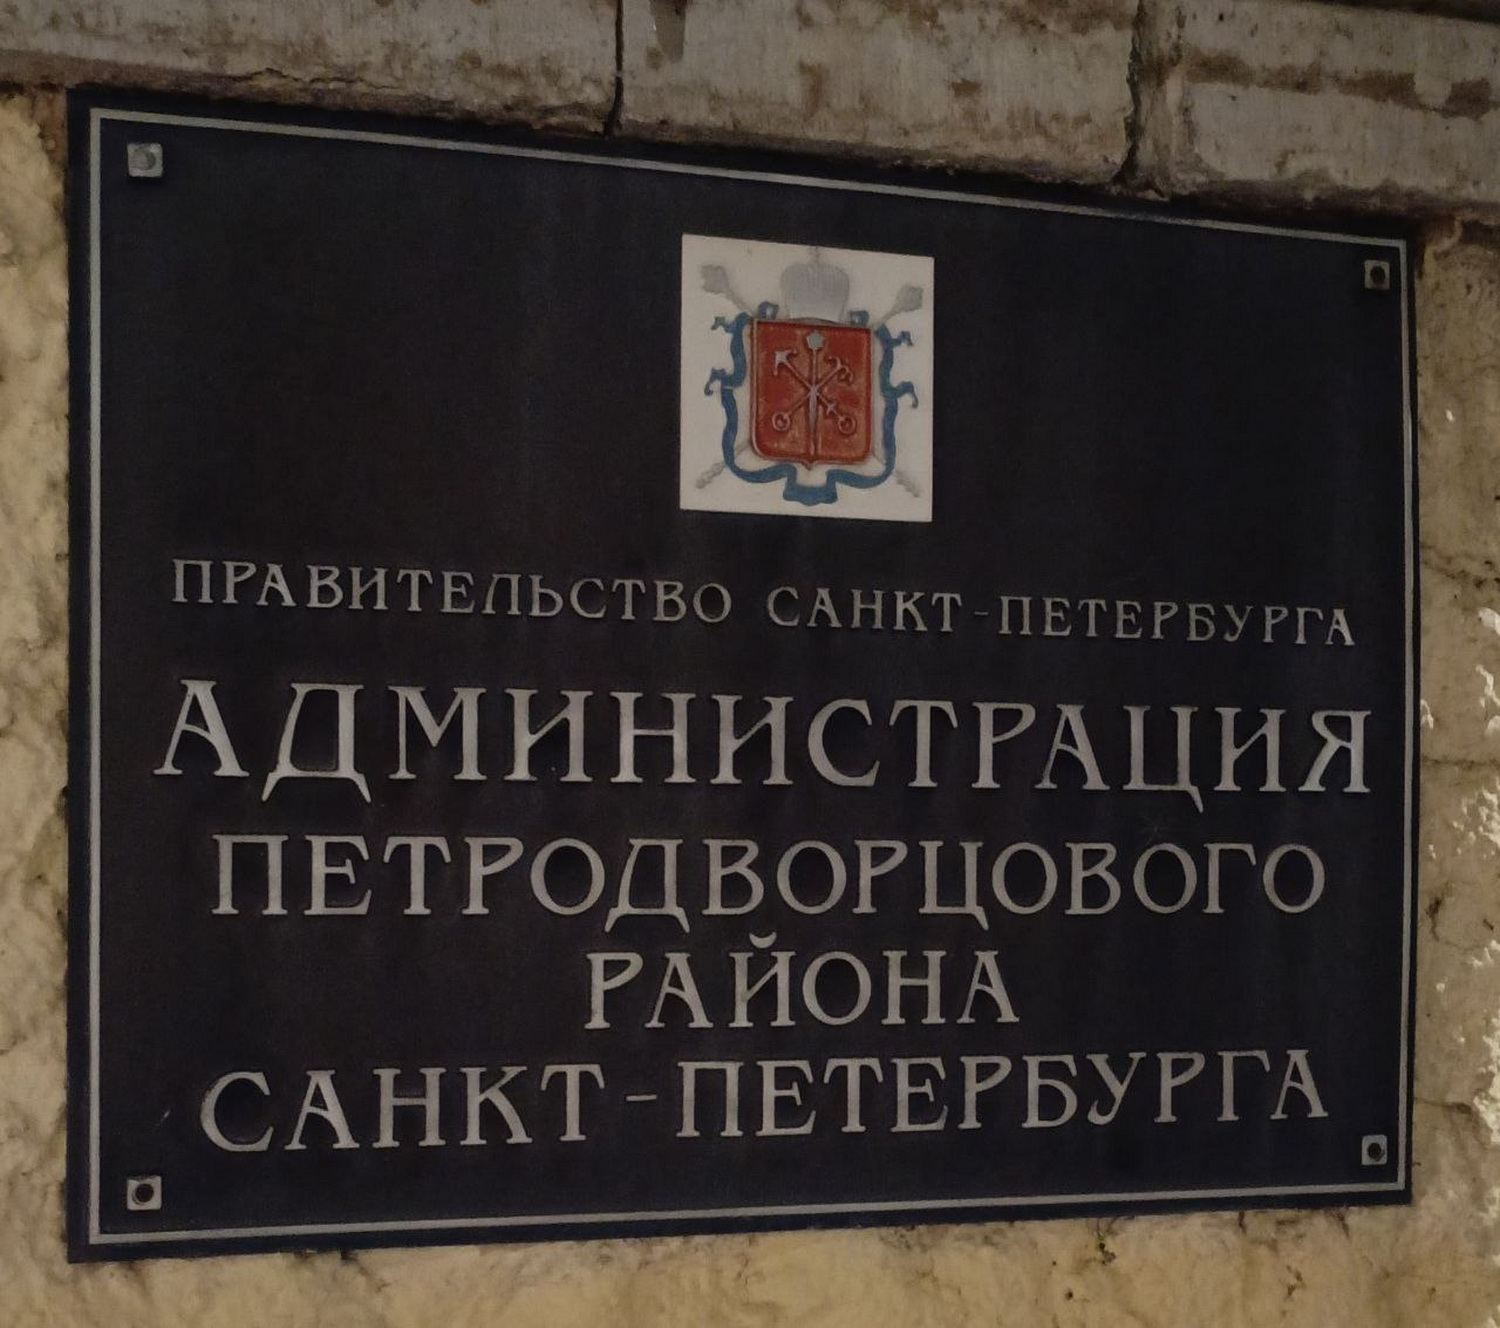 ПРАВИТЕЛЬСТВО САНКТ-ПЕТЕРБУРГА
АДМИНИСТРАЦИЯ
ПЕТРОДВОРЦОВОГО
РАЙОНА
САНКТ-ПЕТЕРБУРГА